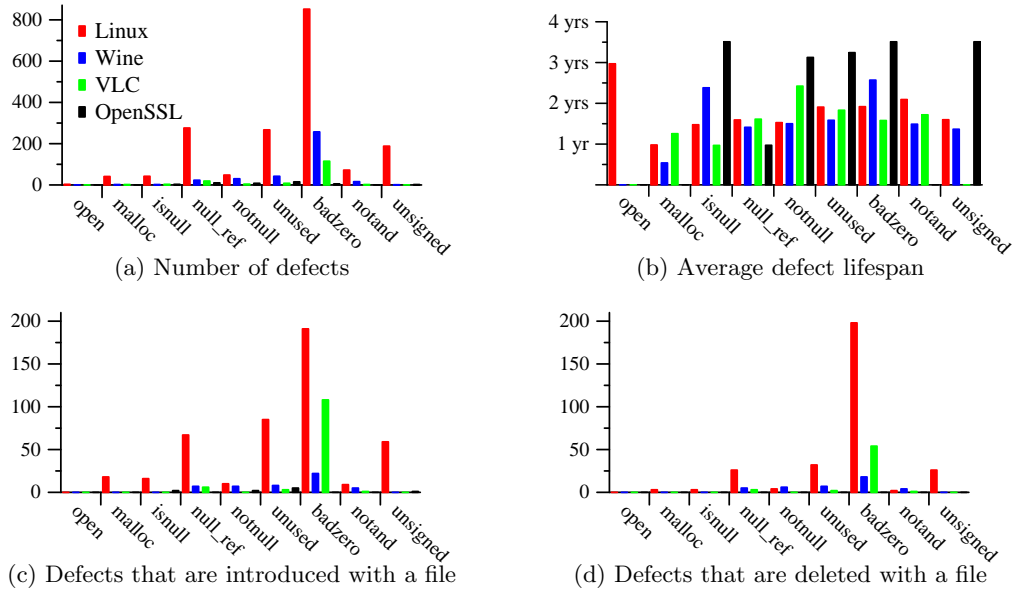 800
600
400
200
0
Linux
Wine
VLC
OpenSSL
open
malloc
isnull
null_ref
notnull
unused
badzero
notand
unsigned
(a) Number of defects
4 yrs
3 yrs
2 yrs
1 yr
open
malloc
isnull
null_ref
notnull
unused
badzero
notand
unsigned
(b) Average defect lifespan
200
150
100
50
0
open
malloc
isnull
null_ref
notnull
unused
badzero
notand
unsigned
(c) Defects that are introduced with a file
200
150
100
50
0
open
malloc
isnull
null_ref
notnull
unused
badzero
notand
unsigned
(d) Defects that are deleted with a file